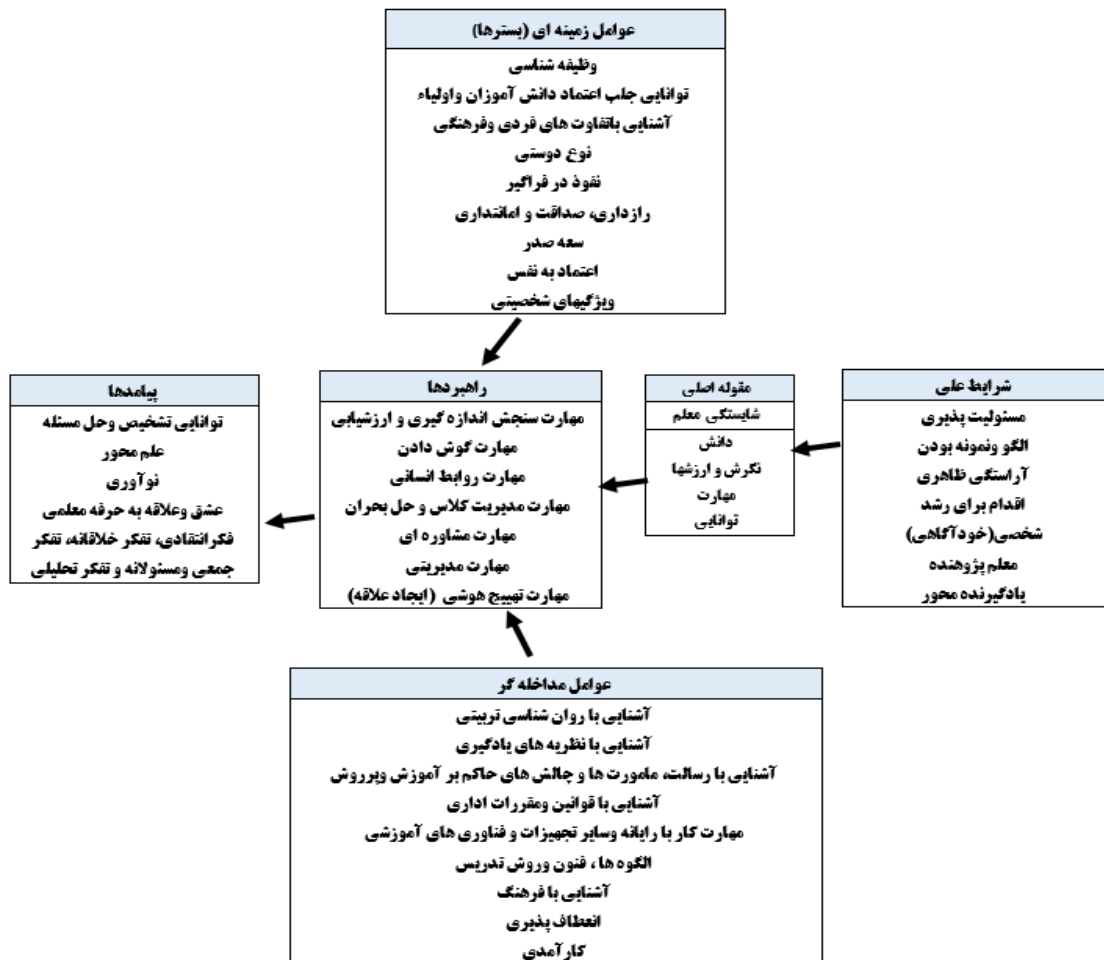 عوامل زمینه ای (بسترها)
وظیفه شناسی
توانایی جلب اعتماد دانش آموزان واولیاء
آشنایی باتفاوت های فردی وفرهنگی
نوع دوستی
نفوذ در فراگیر
رازداری، صداقت و امانتداری
سعه صدر
اعتماد به نفس
ویژگیهای شخصیتی
شرایط علی
مسئولیت پذیری
الگو ونمونه بودن
آراستگی ظاهری
اقدام برای رشد
شخصی(خودآگاهی)
معلم پژوهنده
یادگیرنده محور
مقوله اصلی
شایستگی معلم
دانش
نگرش و ارزشها
مهارت
توانایی
راهبردها
مهارت سنجش اندازه گیری و ارزشیابی
مهارت گوش دادن
مهارت روابط انسانی
مهارت مدیریت کلاس و حل بحران
مهارت مشاوره ای
مهارت مدیریتی
مهارت تهییج هوشی (ایجاد علاقه)
پیامدها
توانایی تشخیص وحل مسئله
علم محور
نوآوری
عشق وعلاقه به حرفه معلمی
فکرانتقادی، تفکر خلاقانه، تفکر
جمعی ومسئولانه و تفکر تحلیلی
عوامل مداخله گر
آشنایی با روان شناسی تربیتی
آشنایی با نظریه های یادگیری
آشنایی با رسالت، ماموریت ها و چالش های حاکم بر آموزش وپرورش
آشنایی با قوانین ومقررات اداری
مهارت کار با رایانه وسایر تجهیزات و فناوری های آموزشی
الگوه ها ، فنون وروش تدریس
آشنایی با فرهنگ
انعطاف پذیری
کارآمدی